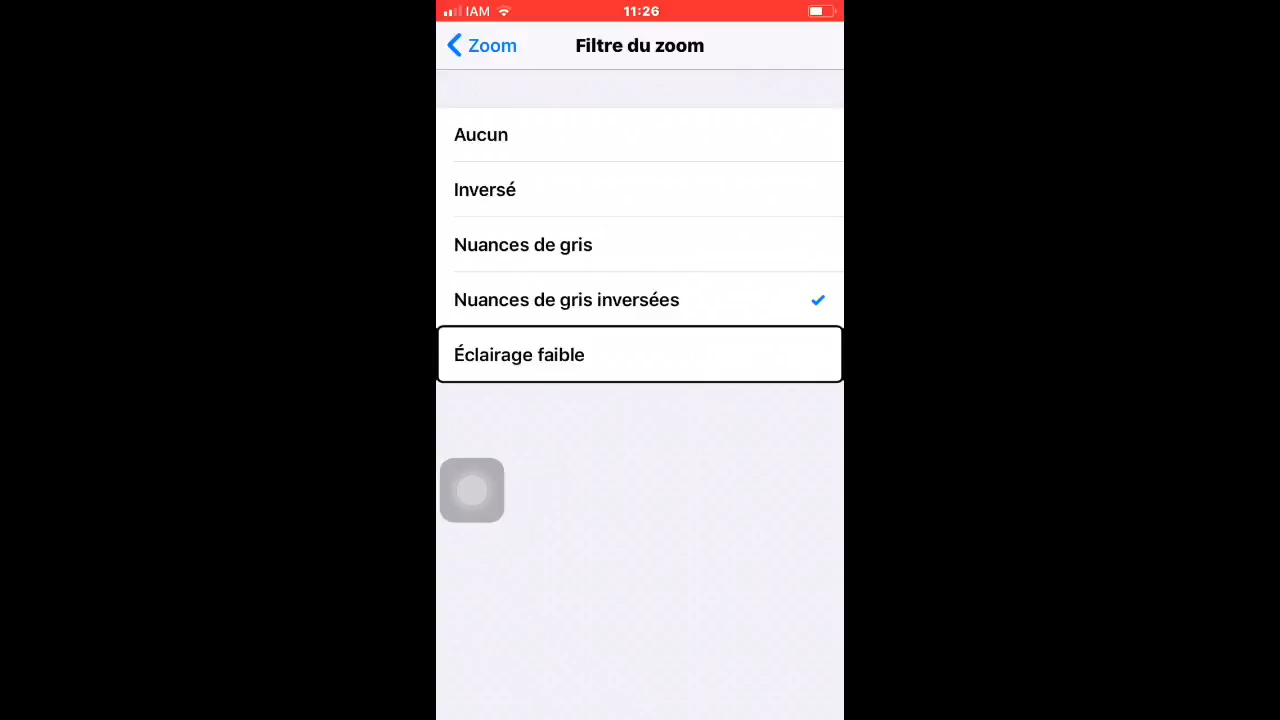 IAM 11:26
Zoom Filtre du zoom
Aucun
Inversé
Nuances de gris
Nuances de gris inversées
Éclairage faible